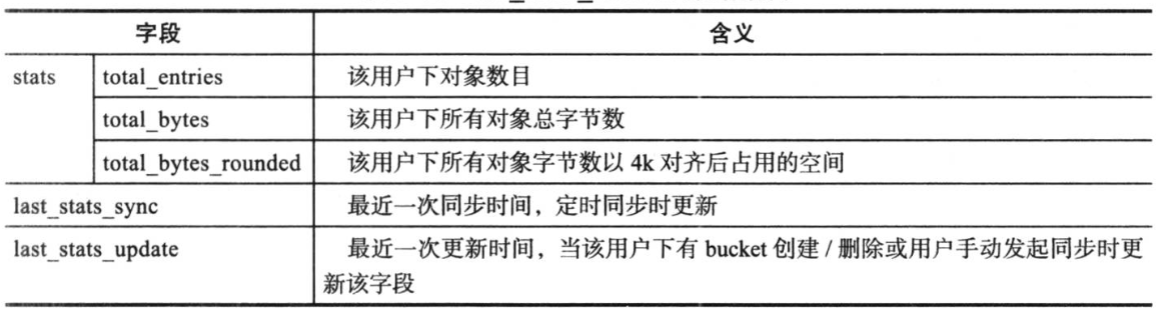 字段 含义
stats total_entries 该用户下对象数目
total_bytes 该用户下所有对象总字节数
total_bytes_rounded 该用户下所有对象字节数以 4k 对齐后占用的空间
last_stats_sync 最近一次同步时间，定时同步时更新
last_stats_update 最近一次更新时间，当该用户下有 bucket 创建 / 删除或用户手动发起同步时更
新该字段